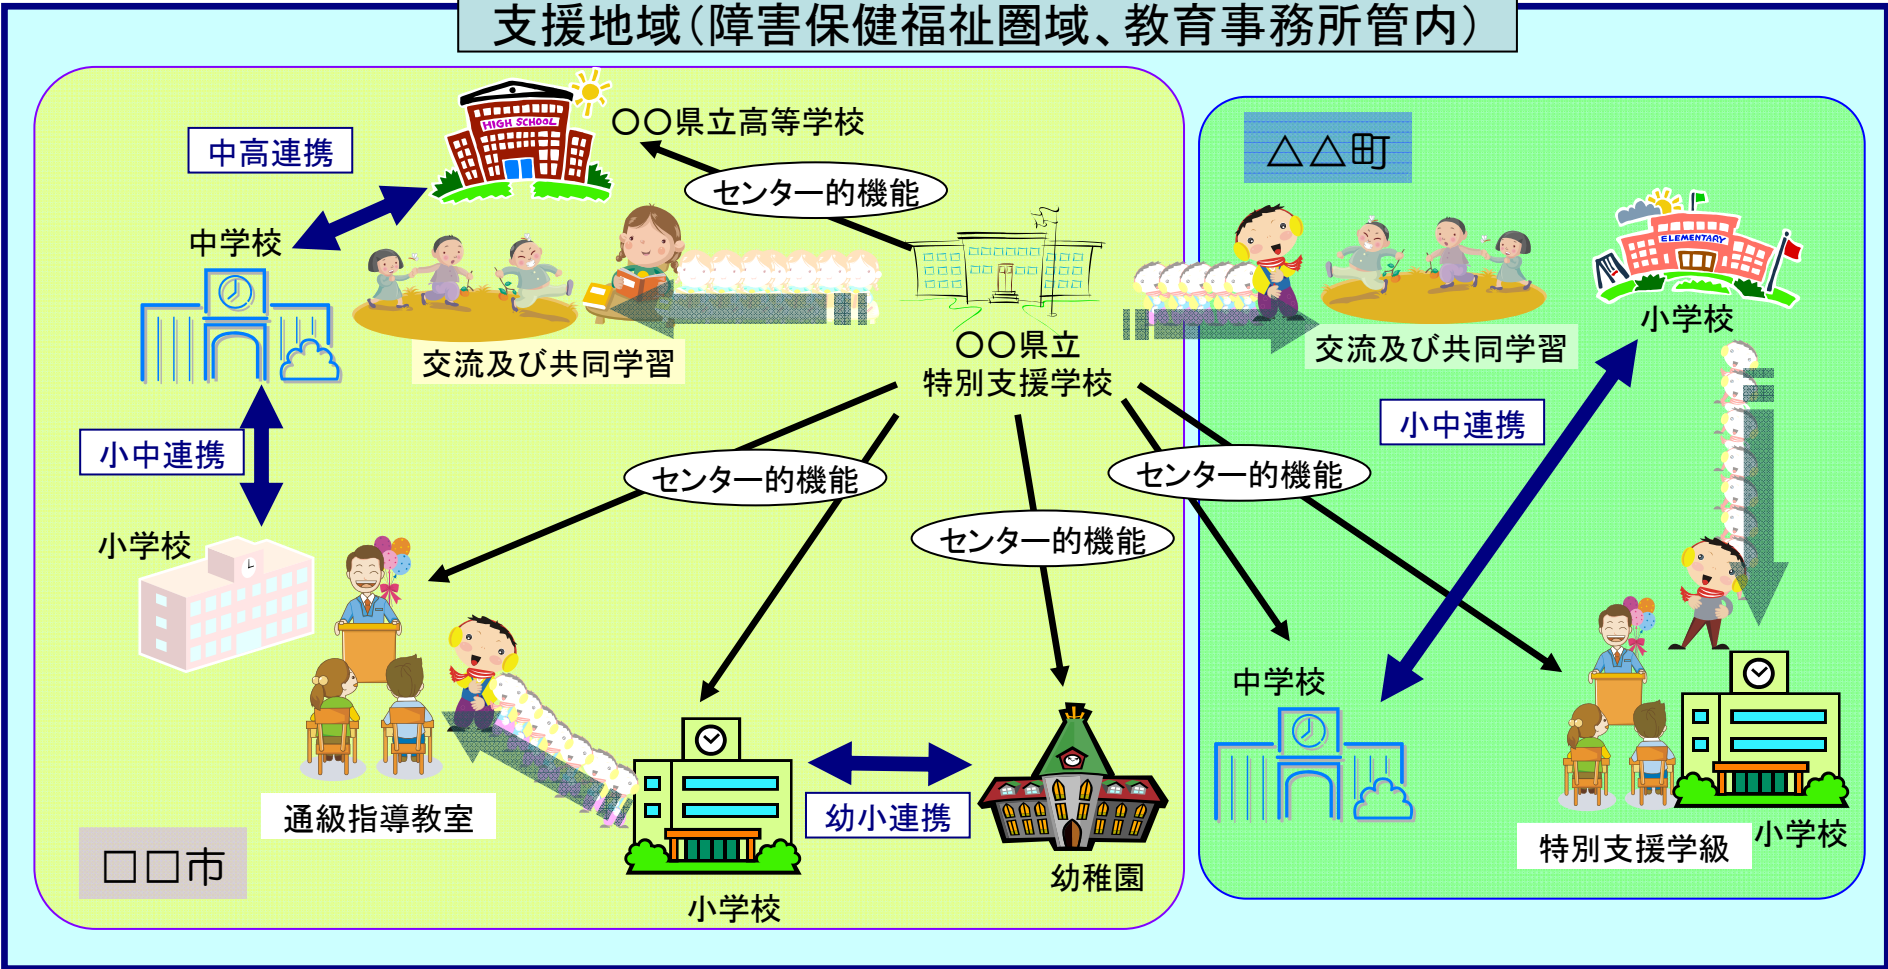 支援地域（障害保健福祉圏域、教育事務所管内）
HIGH SCHOOL
〇〇県立高等学校
中高連携
センター的機能
中学校
交流及び共同学習
〇〇県立
特別支援学校
小中連携
センター的機能
センター的機能
小学校
通級指導教室
□□市
幼小連携
小学校
幼稚園
△△町
ELEMENTARY
小学校
交流及び共同学習
小中連携
センター的機能
中学校
特別支援学級
小学校